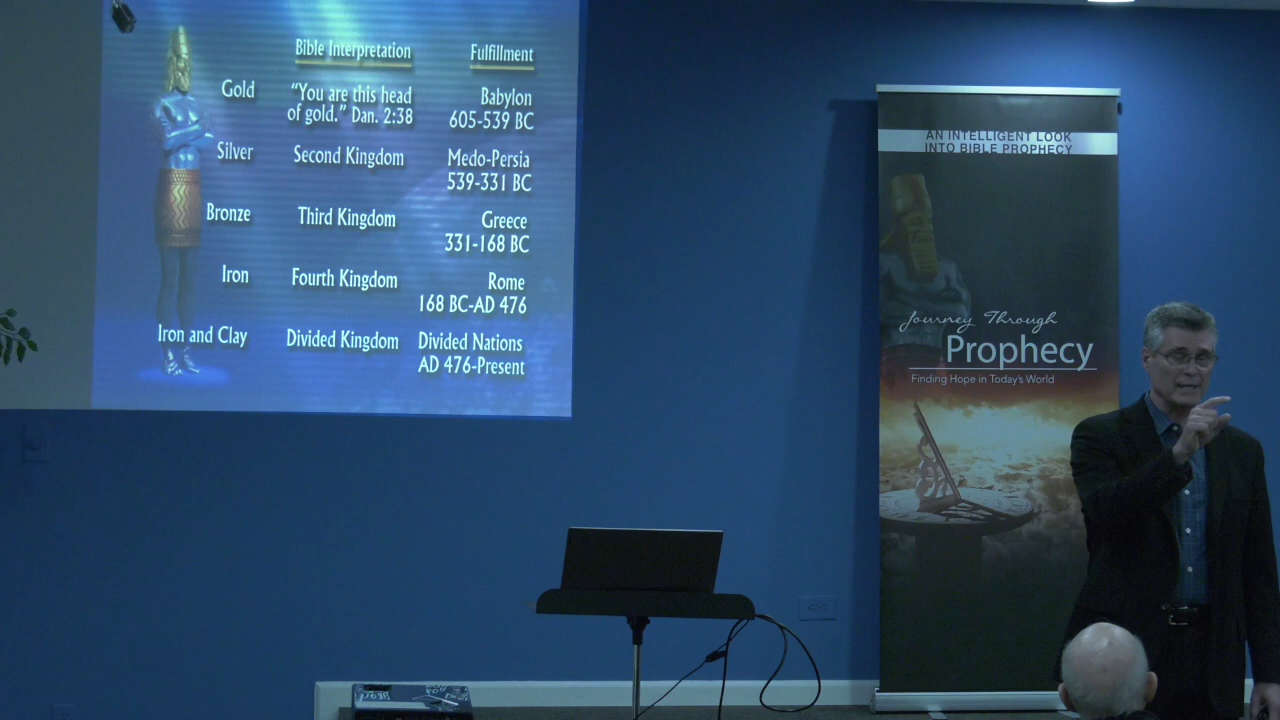 Bible Interpretation Fulfillment
Gold "You are this head Babylon
of gold." Dan. 2:38 605-539 BC
Silver Second Kingdom Medo-Persia
539-331 BC
Bronze Third Kingdom Greece
331-168 BC
Iron Fourth Kingdom Rome
168 BC-AD 476
Iron and Clay Divided Kingdom Divided Nations
AD 476-Present
AN INTELLIGENT LOOK
INTO BIBLE PROPHECY
Journey Through
Prophecy
Finding Hope in Today's World